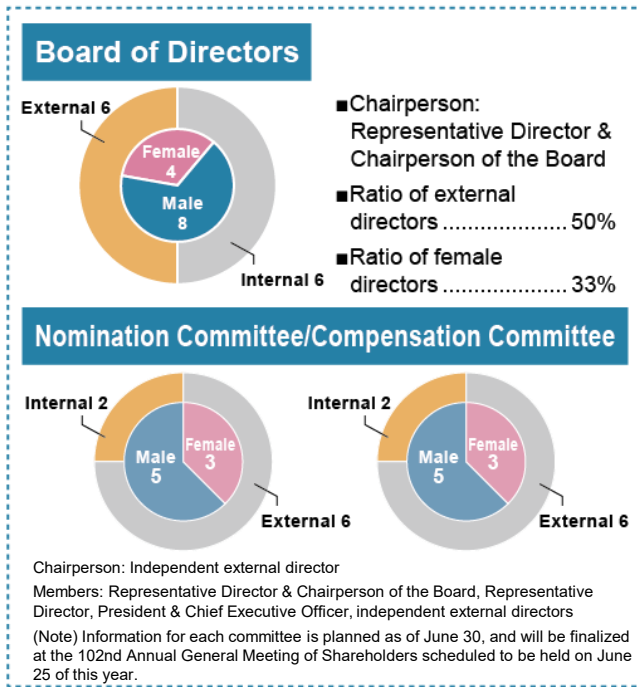 Board of Directors
External 6
Female
4
Male
8
Internal 6
■Chairperson:
Representative Director &
Chairperson of the Board
■Ratio of external
directors ..................... 50%
■Ratio of female
directors ..................... 33%
Nomination Committee/Compensation Committee
Internal 2
Male
5
Female
3
External 6
Internal 2
Male
5
Female
3
External 6
Chairperson: Independent external director
Members: Representative Director & Chairperson of the Board, Representative
Director, President & Chief Executive Officer, independent external directors
(Note) Information for each committee is planned as of June 30, and will be finalized
at the 102nd Annual General Meeting of Shareholders scheduled to be held on June
25 of this year.